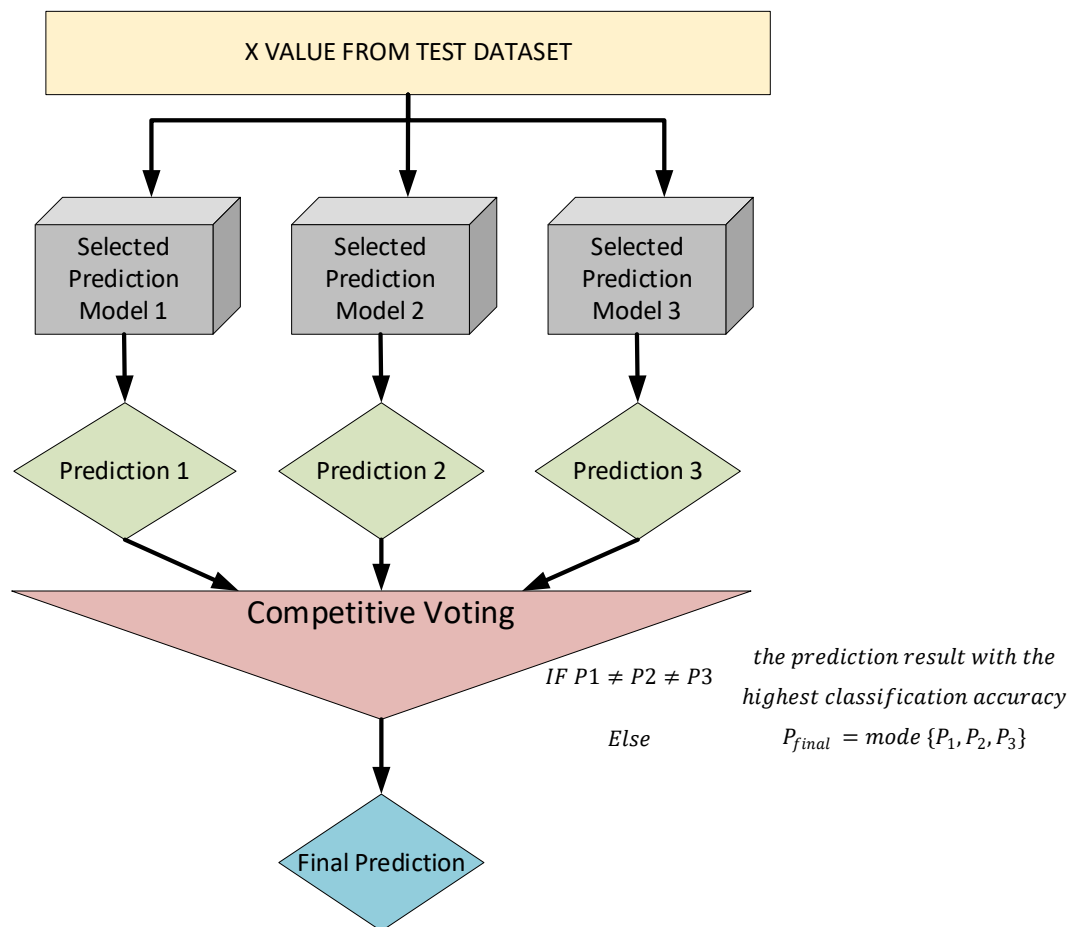 X VALUE FROM TEST DATASET
Selected
Prediction
Model 1
Selected
Prediction
Model 2
Selected
Prediction
Model 3
Prediction 1
Prediction 2
Prediction 3
Competitive Voting
IF P1 ≠ P2 ≠ P3
the prediction result with the
highest classification accuracy
Else
P_final = mode {P_1, P_2, P_3}
Final Prediction